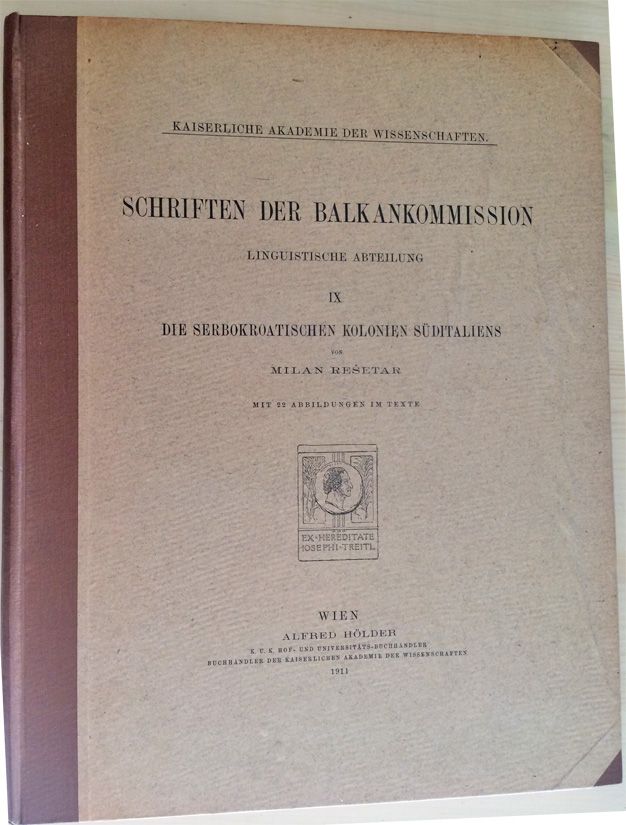 KAISERLICHE AKADEMIE DER WISSENSCHAFTEN.
SCHRIFTEN DER BALKANKOMMISSION
LINGUISTISCHE ABTEILUNG
IX
DIE SERBOKROATISCHEN KOLONIEN SÜDITALIENS
VON
MILAN REŠETAR
MIT 22 ABBILDUNGEN IM TEXTE
EX·HEREDITATE
IOSEPHI·TREITL
WIEN
ALFRED HÖLDER
K. U. K. HOF- UND UNIVERSITÄTS-BUCHHÄNDLER
BUCHHÄNDLER DER KAISERLICHEN AKADEMIE DER WISSENSCHAFTEN
1911